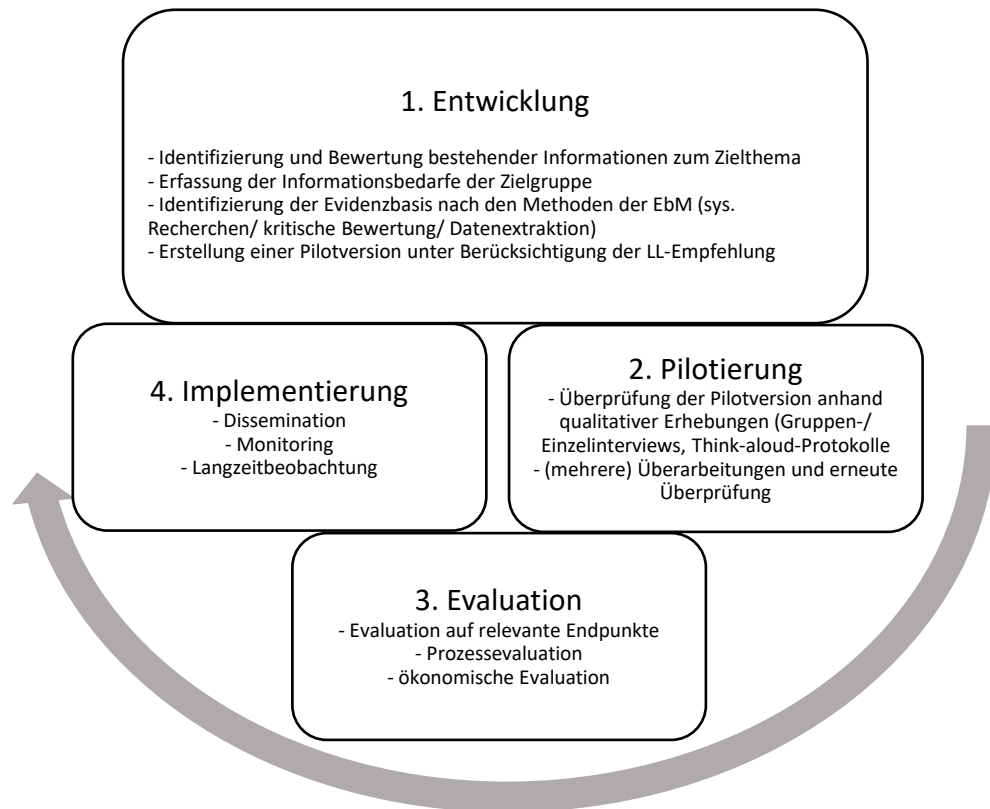 1. Entwicklung
- Identifizierung und Bewertung bestehender Informationen zum Zielthema
- Erfassung der Informationsbedarfe der Zielgruppe
- Identifizierung der Evidenzbasis nach den Methoden der EbM (sys.
Recherchen/ kritische Bewertung/ Datenextraktion)
- Erstellung einer Pilotversion unter Berücksichtigung der LL-Empfehlung
2. Pilotierung
- Überprüfung der Pilotversion anhand
qualitativer Erhebungen (Gruppen-/
Einzelinterviews, Think-aloud-Protokolle
- (mehrere) Überarbeitungen und erneute
Überprüfung
3. Evaluation
- Evaluation auf relevante Endpunkte
- Prozessevaluation
- ökonomische Evaluation
4. Implementierung
- Dissemination
- Monitoring
- Langzeitbeobachtung